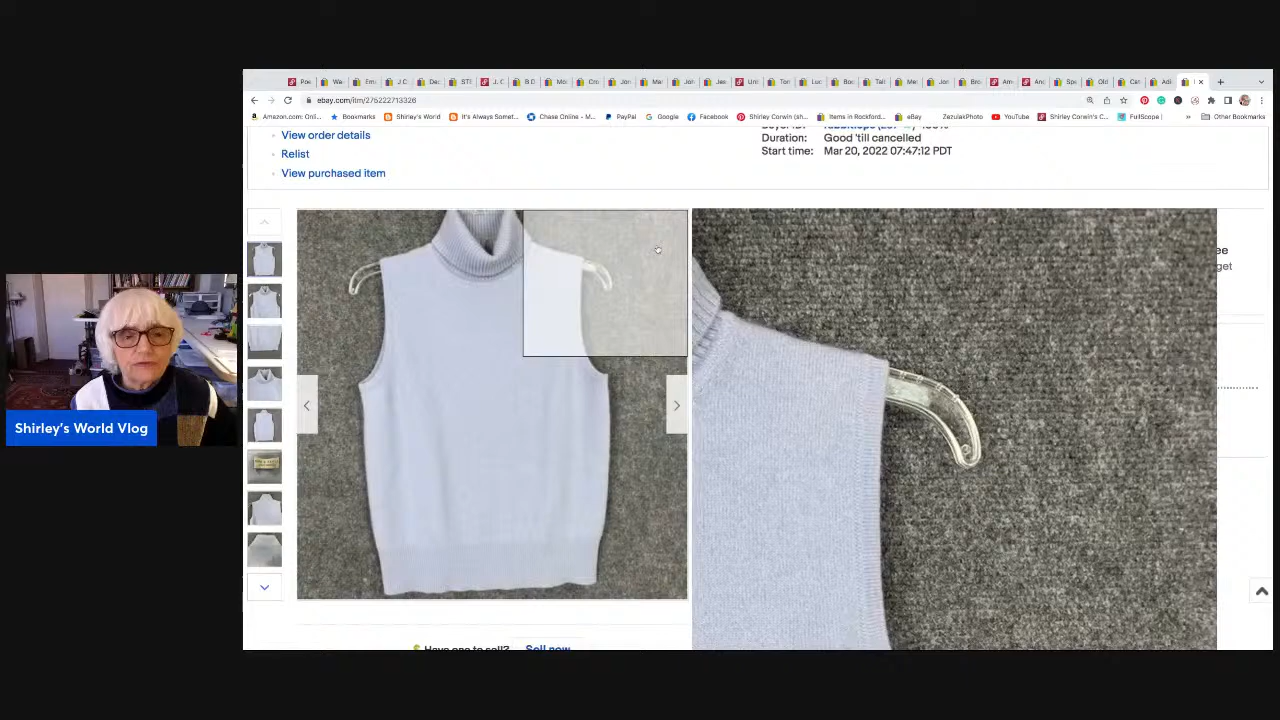 ebay.com/itm/275222713326
Amazon.com: Onli... Bookmarks Shirley's World It's Always Somet... Chase Online - M... PayPal Google Facebook Shirley Corwin (sh... Items in Rockford... eBay ZezulakPhoto YouTube Shirley Corwin's C... FullScope | » Other Bookmarks
View order details
Duration: Good 'till cancelled
Relist
Start time: Mar 20, 2022 07:47:12 PDT
View purchased item
ee
get
Shirley's World Vlog
Have one to sell? Sell now